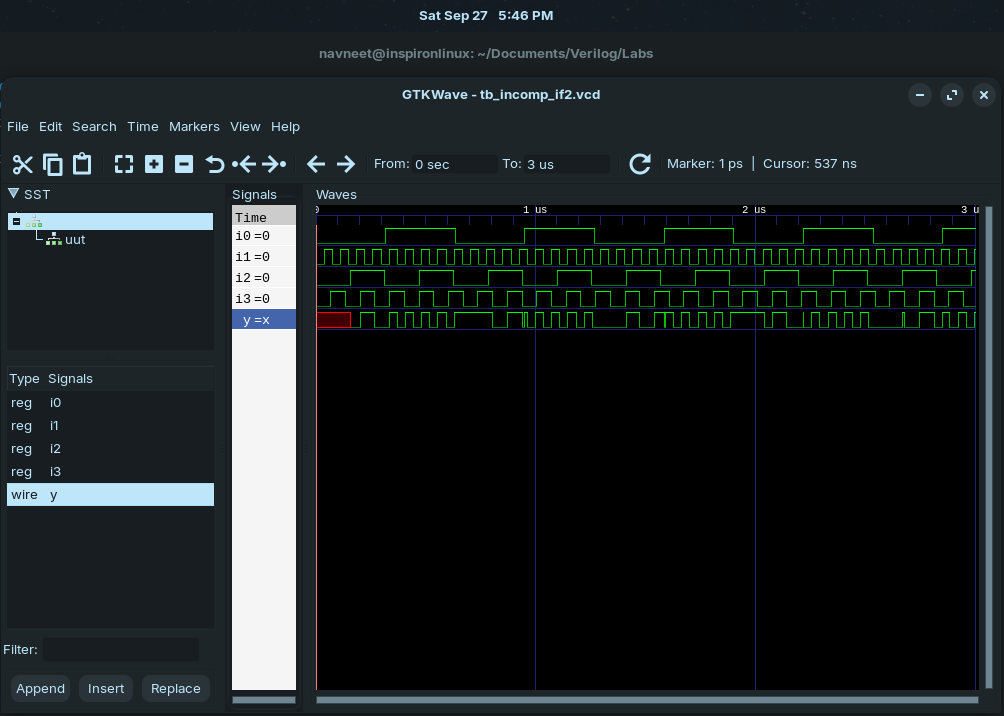 Sat Sep 27 5:46 PM
navneet@inspironlinux: ~/Documents/Verilog/Labs
GTKWave - tb_incomp_if2.vcd
File Edit Search Time Markers View Help
From: 0 sec To: 3 us Marker: 1 ps | Cursor: 537 ns
SST
uut
Type Signals
reg i0
reg i1
reg i2
reg i3
wire y
Filter:
Append Insert Replace
Signals
Time
i0 =0
i1 =0
i2 =0
i3 =0
y =x
Waves
0 1 us 2 us 3 u